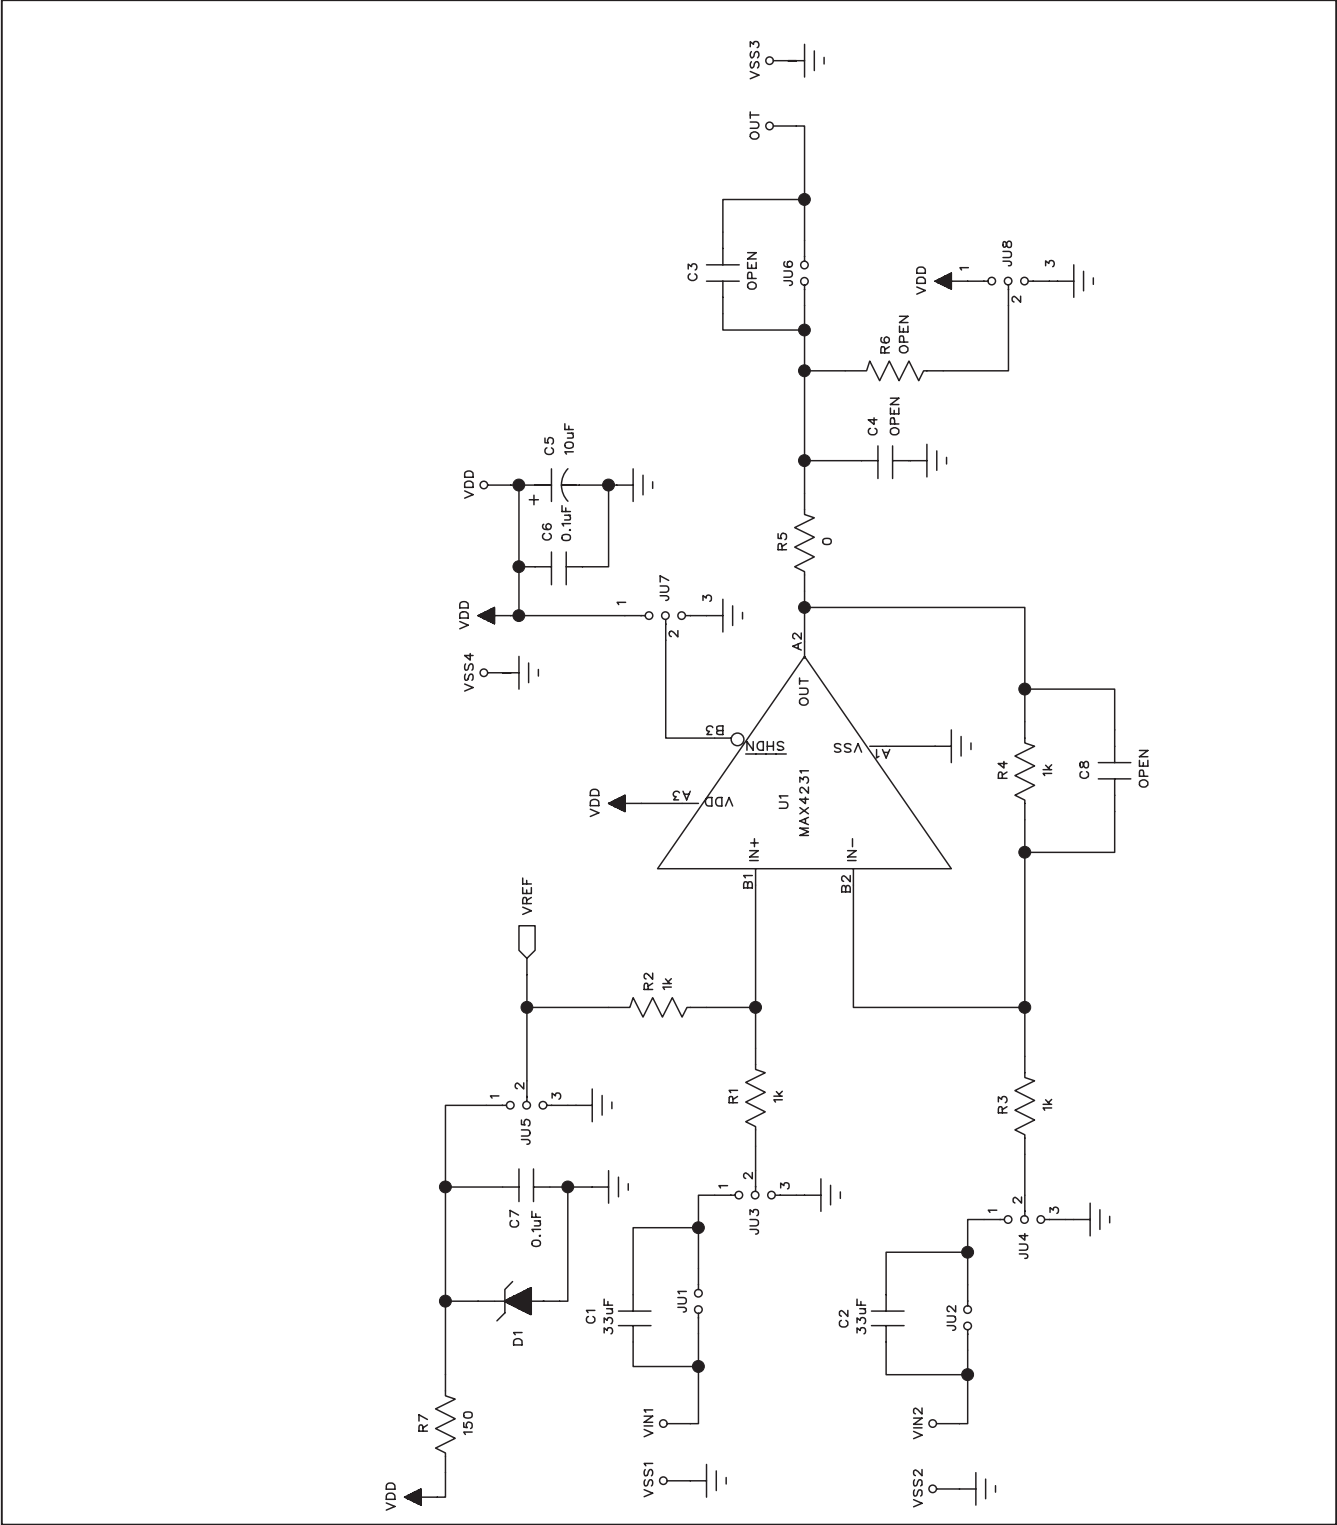 VSS3
OUT
C3
OPEN
JU6
VDD
1
JU8
2
3
R6
OPEN
C4
OPEN
VDD
+
C5
10uF
C6
0.1uF
R5
0
VDD
1
JU7
2
3
VSS4
A2
OUT
B3
SHDN
VSS
A1
VDD
A3
VDD
U1
MAX4231
IN+
B1
IN-
B2
R4
1k
C8
OPEN
VREF
R2
1k
1
2
3
JU5
R1
1k
R3
1k
C7
0.1uF
1
2
3
JU3
1
2
3
JU4
D1
C1
33uF
JU1
C2
33uF
JU2
R7
150
VIN1
VIN2
VDD
VSS1
VSS2